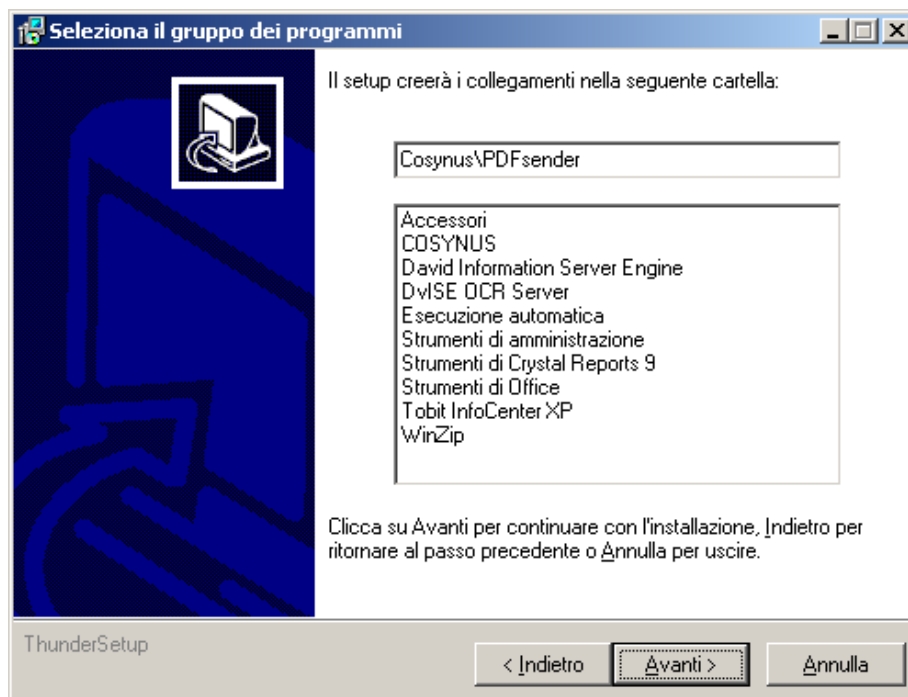 Seleziona il gruppo dei programmi
Il setup creerà i collegamenti nella seguente cartella:
Cosynus\PDFsender
Accessori
COSYNUS
David Information Server Engine
DvISE OCR Server
Esecuzione automatica
Strumenti di amministrazione
Strumenti di Crystal Reports 9
Strumenti di Office
Tobit InfoCenter XP
WinZip
Clicca su Avanti per continuare con l'installazione, Indietro per
ritornare al passo precedente o Annulla per uscire.
ThunderSetup
< Indietro
Avanti >
Annulla